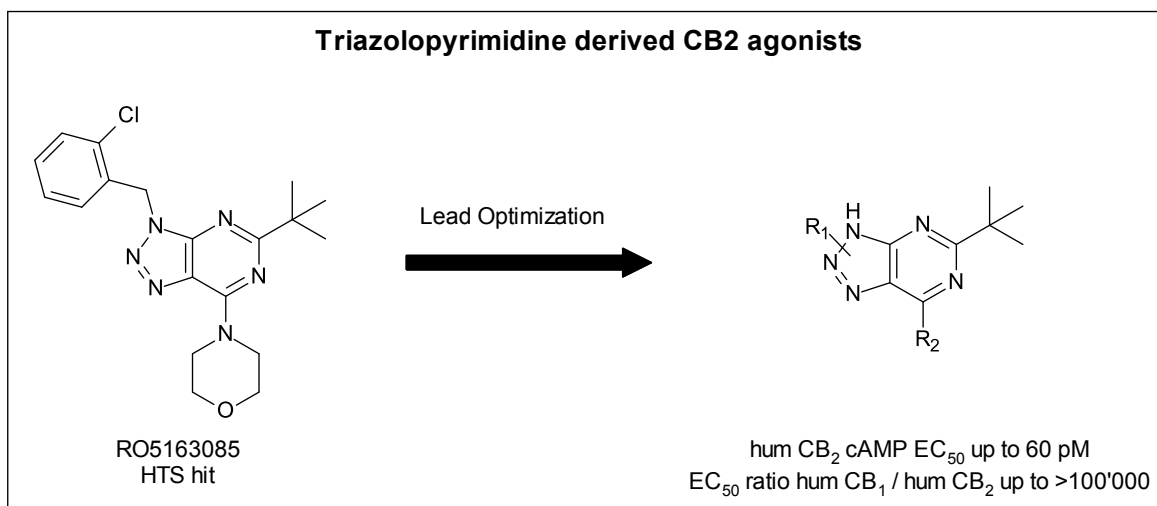 Triazolopyrimidine derived CB2 agonists
Cl
N
N
N
N
N
N
O
RO5163085
HTS hit
Lead Optimization
H
R1
N
N
N
N
N
R2
hum CB2 cAMP EC50 up to 60 pM
EC50 ratio hum CB1 / hum CB2 up to >100'000